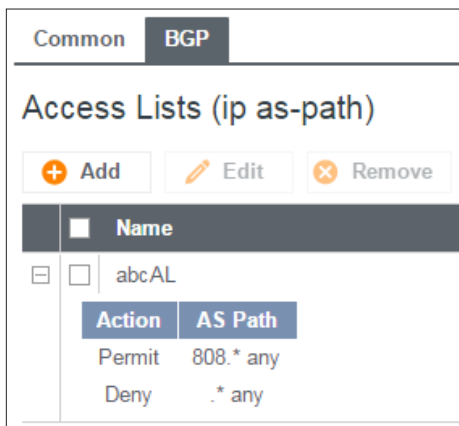 Common BGP
Access Lists (ip as-path)
Add Edit Remove
Name
abcAL
Action AS Path
Permit 808.* any
Deny .* any